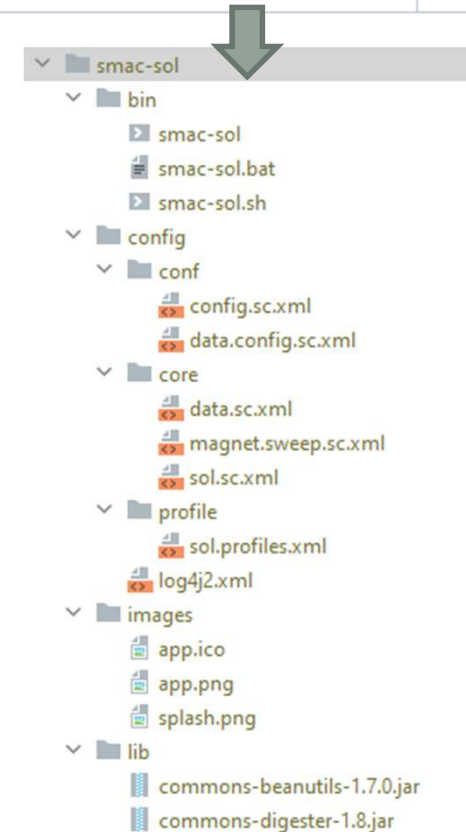 smac-sol
bin
smac-sol
smac-sol.bat
smac-sol.sh
config
conf
config.sc.xml
data.config.sc.xml
core
data.sc.xml
magnet.sweep.sc.xml
sol.sc.xml
profile
sol.profiles.xml
log4j2.xml
images
app.ico
app.png
splash.png
lib
commons-beanutils-1.7.0.jar
commons-digester-1.8.jar